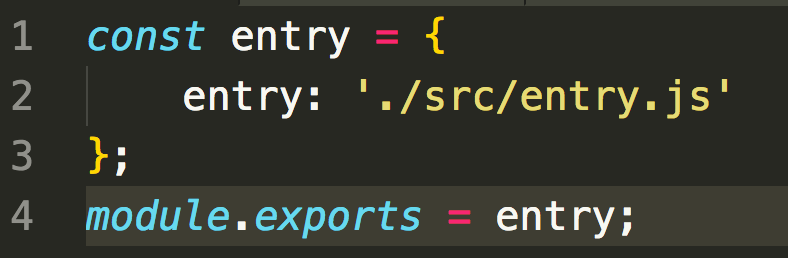 1 const entry = {
2 entry: './src/entry.js'
3 };
4 module.exports = entry;